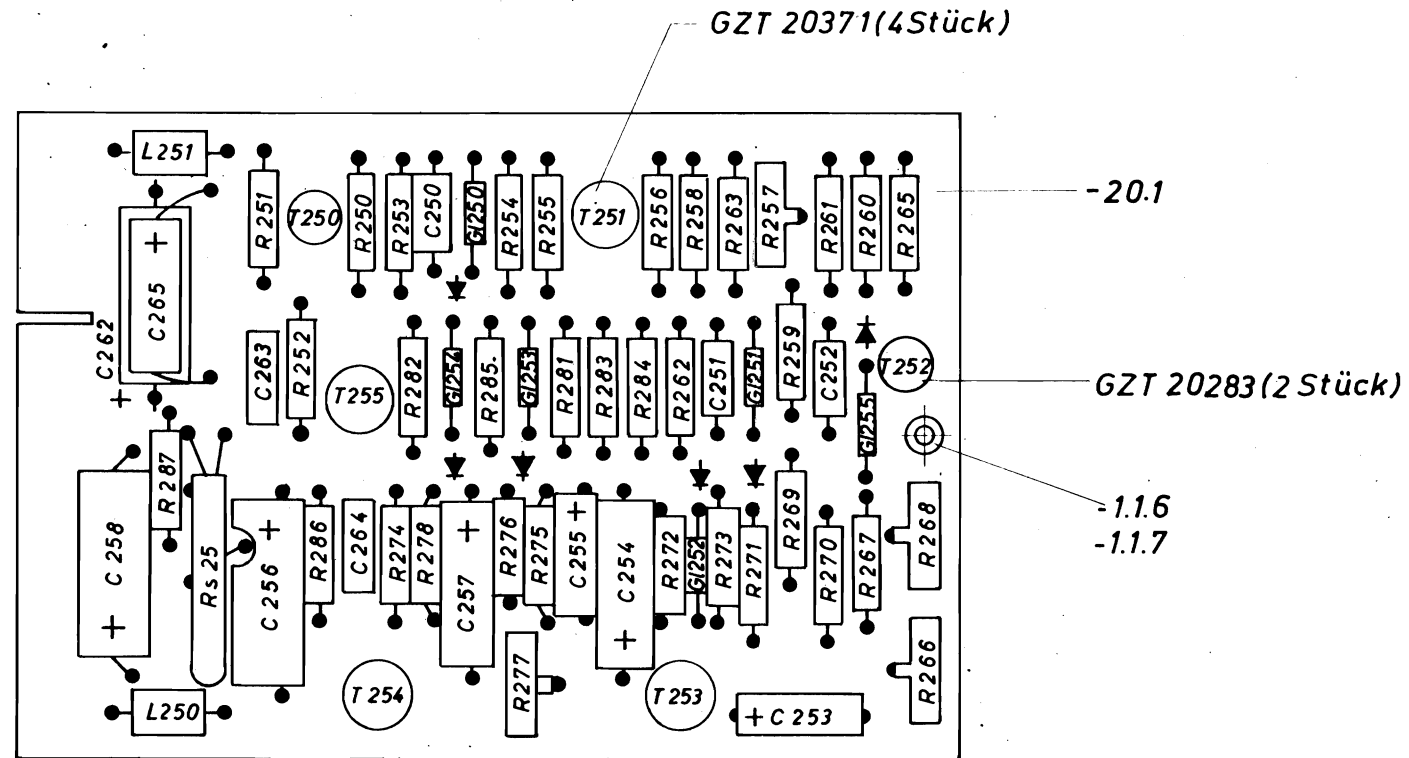 GZT 20371(4Stück)
L251
R251
T250
R250
R253
C250
Gl250
R254
R255
T251
R256
R258
R263
R257
R261
R260
R265
-20.1
+
C265
C262
+
C263
R252
T255
R282
Gl254
R285.
Gl253
R281
R283
R284
R262
C251
Gl251
R259
C252
T252
Gl255
GZT 20283(2 Stück)
-1.1.6
-1.1.7
R287
C258
+
Rs25
+
C256
R286
C264
R274
R278
+
C257
R276
R275
+
C255
C254
+
R272
Gl252
R273
R271
R269
R270
R267
R268
L250
T254
R277
T253
+ C 253
R266